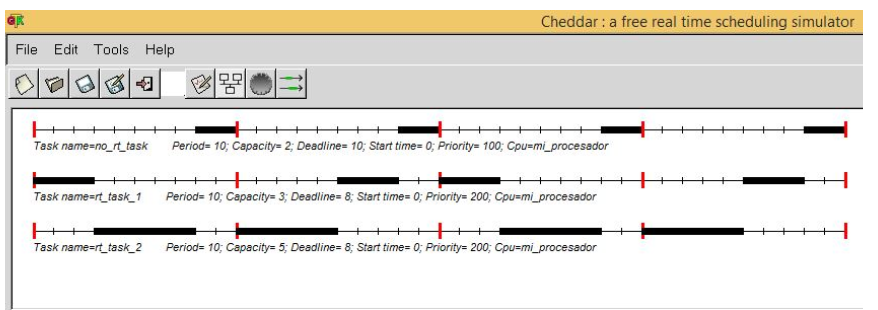 Cheddar : a free real time scheduling simulator
File Edit Tools Help
Task name=no_rt_task Period= 10; Capacity= 2; Deadline= 10; Start time= 0; Priority= 100; Cpu=mi_procesador
Task name=rt_task_1 Period= 10; Capacity= 3; Deadline= 8; Start time= 0; Priority= 200; Cpu=mi_procesador
Task name=rt_task_2 Period= 10; Capacity= 5; Deadline= 8; Start time= 0; Priority= 200; Cpu=mi_procesador